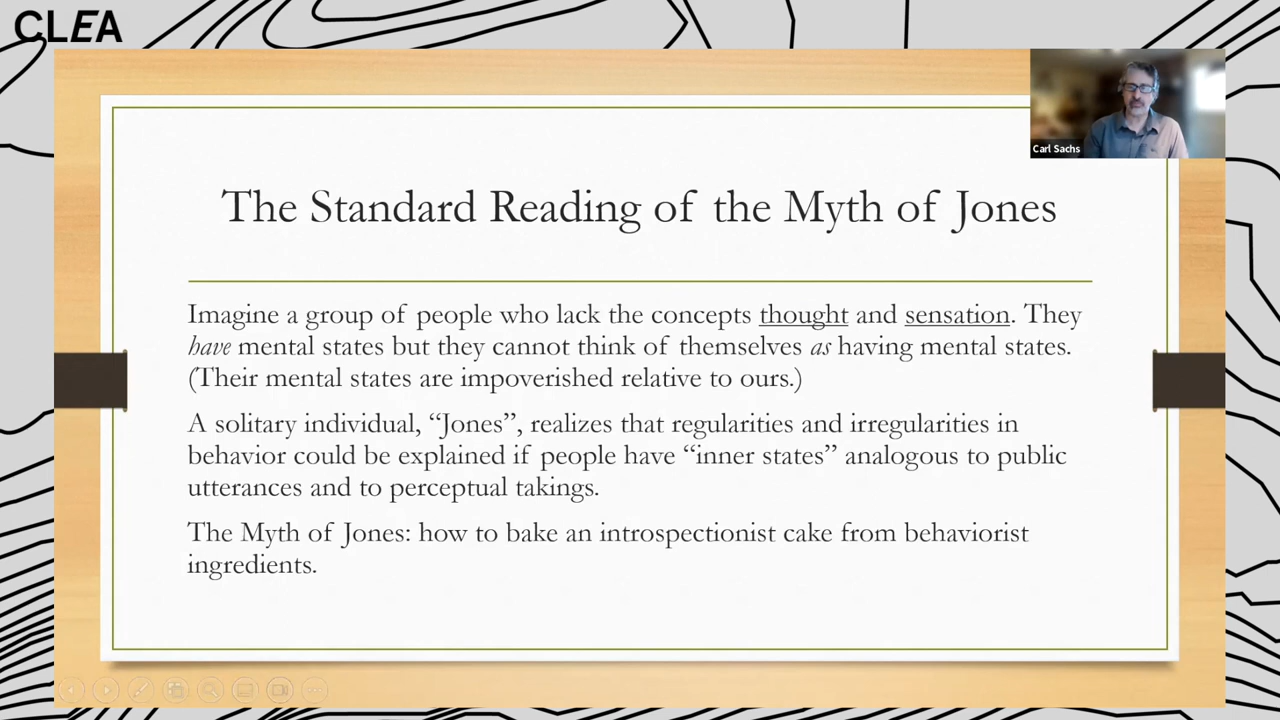 CLEA
Carl Sachs
The Standard Reading of the Myth of Jones
Imagine a group of people who lack the concepts thought and sensation. They
have mental states but they cannot think of themselves as having mental states.
(Their mental states are impoverished relative to ours.)
A solitary individual, “Jones”, realizes that regularities and irregularities in
behavior could be explained if people have “inner states” analogous to public
utterances and to perceptual takings.
The Myth of Jones: how to bake an introspectionist cake from behaviorist
ingredients.